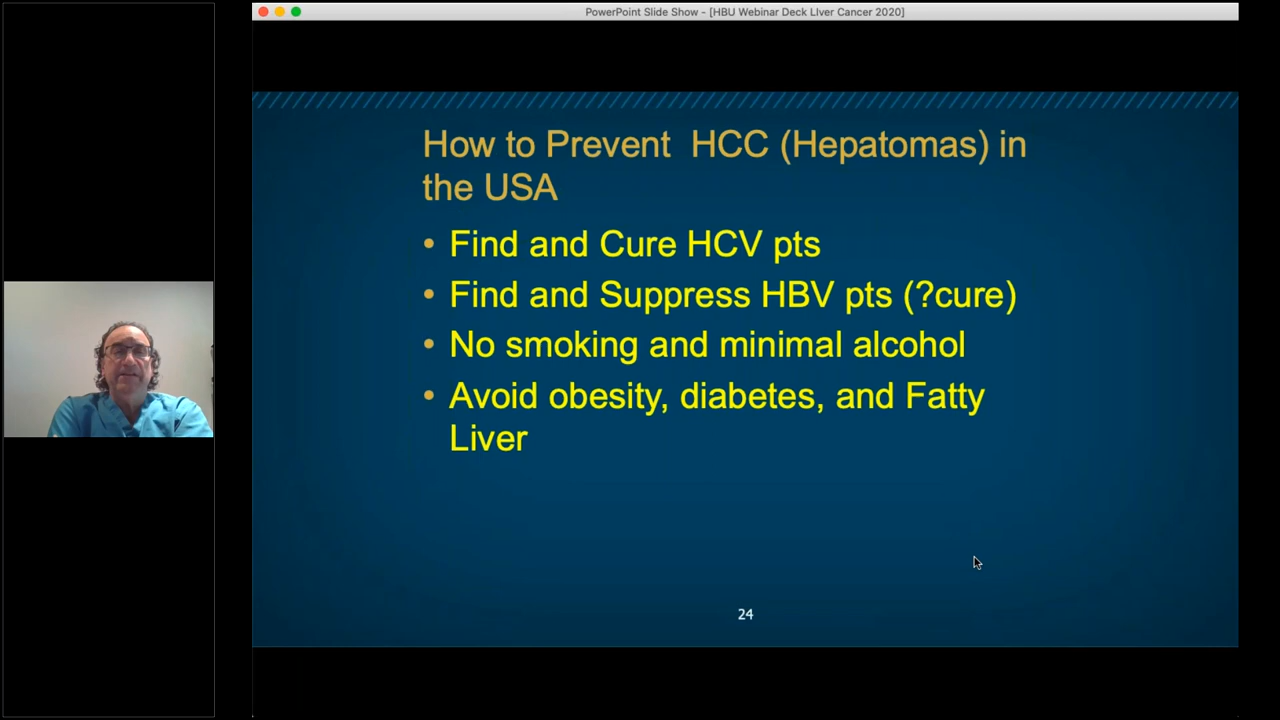 PowerPoint Slide Show - [HBU Webinar Deck LIver Cancer 2020]
How to Prevent HCC (Hepatomas) in
the USA
• Find and Cure HCV pts
• Find and Suppress HBV pts (?cure)
• No smoking and minimal alcohol
• Avoid obesity, diabetes, and Fatty
Liver
24